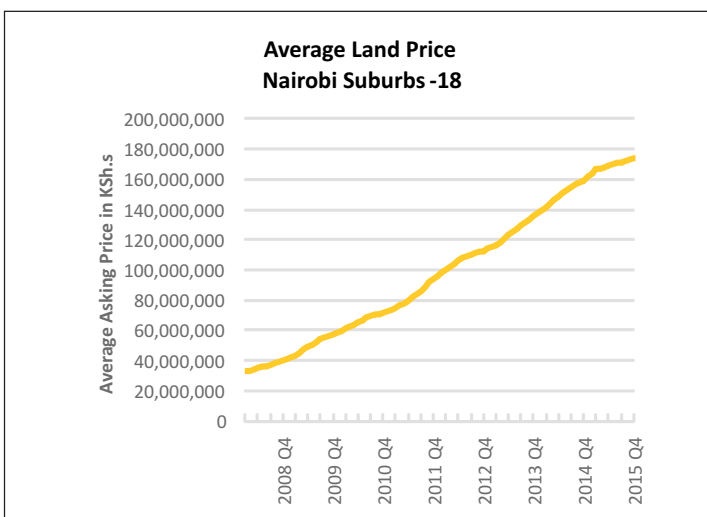 Average Land Price
Nairobi Suburbs -18
Average Asking Price in KSh.s
200,000,000
180,000,000
160,000,000
140,000,000
120,000,000
100,000,000
80,000,000
60,000,000
40,000,000
20,000,000
0
2008 Q4
2009 Q4
2010 Q4
2011 Q4
2012 Q4
2013 Q4
2014 Q4
2015 Q4